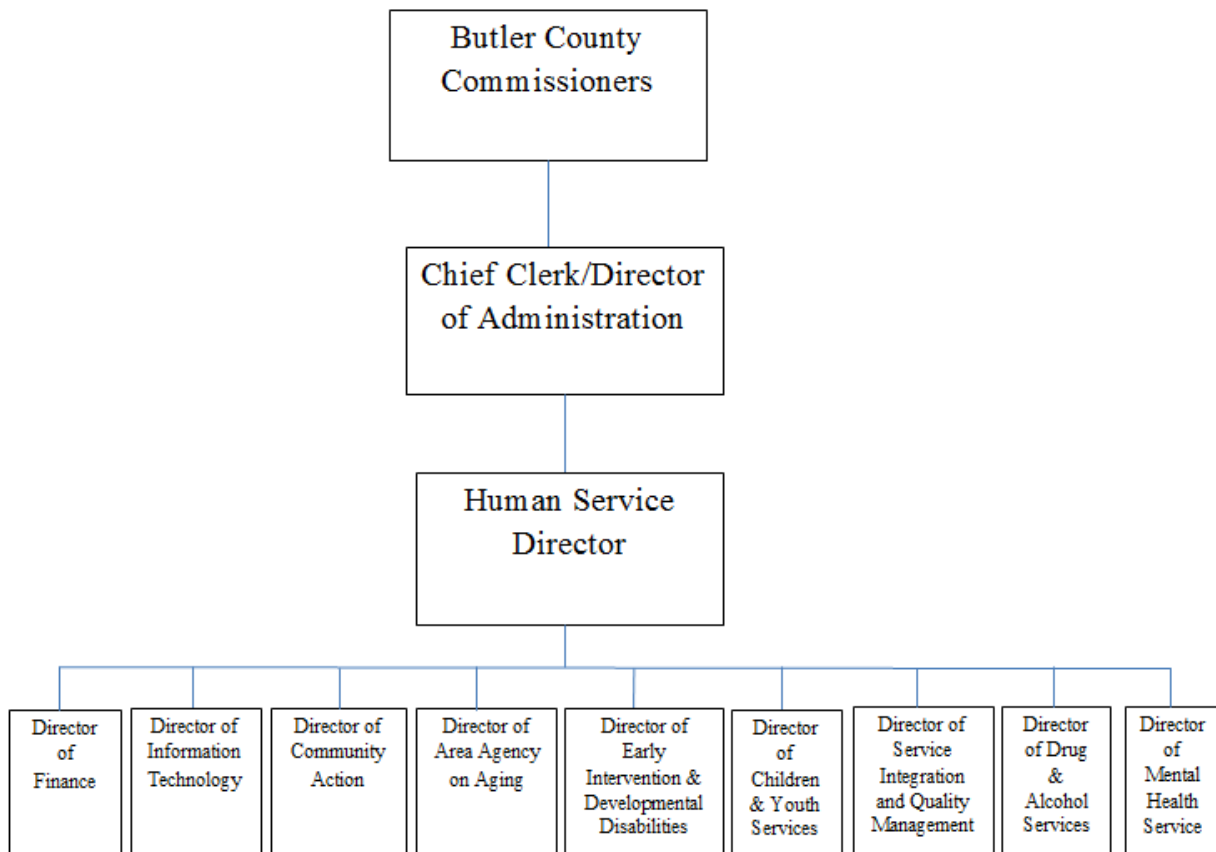 Butler County
Commissioners
Chief Clerk/Director
of Administration
Human Service
Director
Director
of
Finance
Director of
Information
Technology
Director of
Community
Action
Director of
Area Agency
on Aging
Director of
Early
Intervention &
Developmental
Disabilities
Director
of
Children
& Youth
Services
Director of
Service
Integration
and Quality
Management
Director
of Drug
&
Alcohol
Services
Director
of
Mental
Health
Service